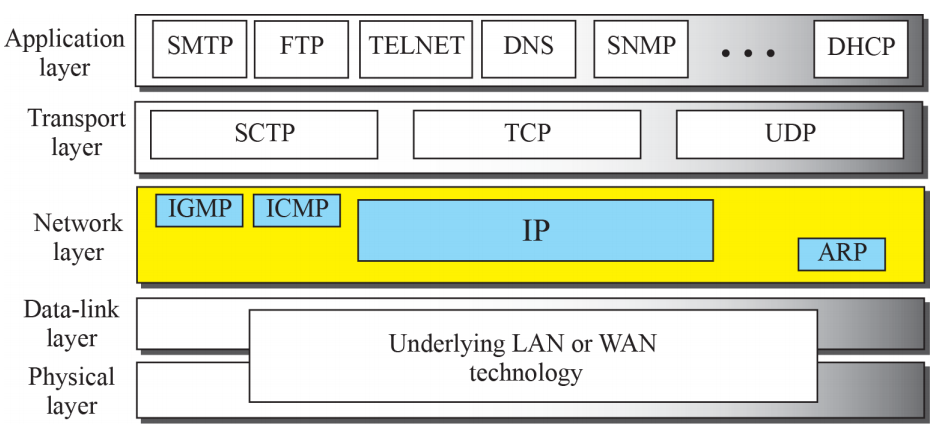 Application
layer
SMTP FTP TELNET DNS SNMP • • • DHCP
Transport
layer
SCTP TCP UDP
Network
layer
IGMP ICMP IP ARP
Data-link
layer
Underlying LAN or WAN
technology
Physical
layer